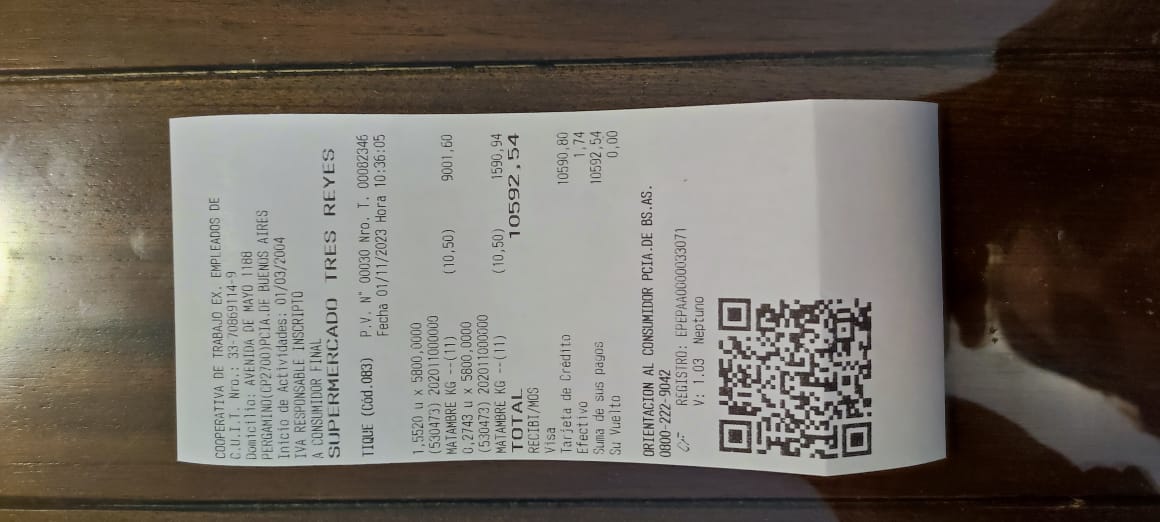 COOPERATIVA DE TRABAJO EX. EMPLEADOS DE
C.U.I.T. Nro.: 33-70869114-9
Domicilio: AVENIDA DE MAYO 1188
PERGAMINO(CP2700)PCIA.DE BUENOS AIRES
Inicio de Actividades: 01/03/2004
IVA RESPONSABLE INSCRIPTO
A CONSUMIDOR FINAL
SUPERMERCADO TRES REYES
TIQUE (Cód.083) P.V. N° 00030 Nro. T. 00082346
Fecha 01/11/2023 Hora 10:36:05
1,5520 u x 5800,0000
(530473) 2020110000000
MATAMBRE KG --(11) (10,50) 9001,60
0,2743 u x 5800,0000
(530473) 2020110000000
MATAMBRE KG --(11) (10,50) 1590,94
TOTAL 10592,54
RECIBI/MOS
Visa
Tarjeta de Crédito 10590,80
Efectivo 1,74
Suma de sus pagos 10592,54
Su Vuelto 0,00
ORIENTACION AL CONSUMIDOR PCIA.DE BS.AS.
0800-222-9042
CF REGISTRO: EPEPAA0000033071
V: 1.03 Neptuno